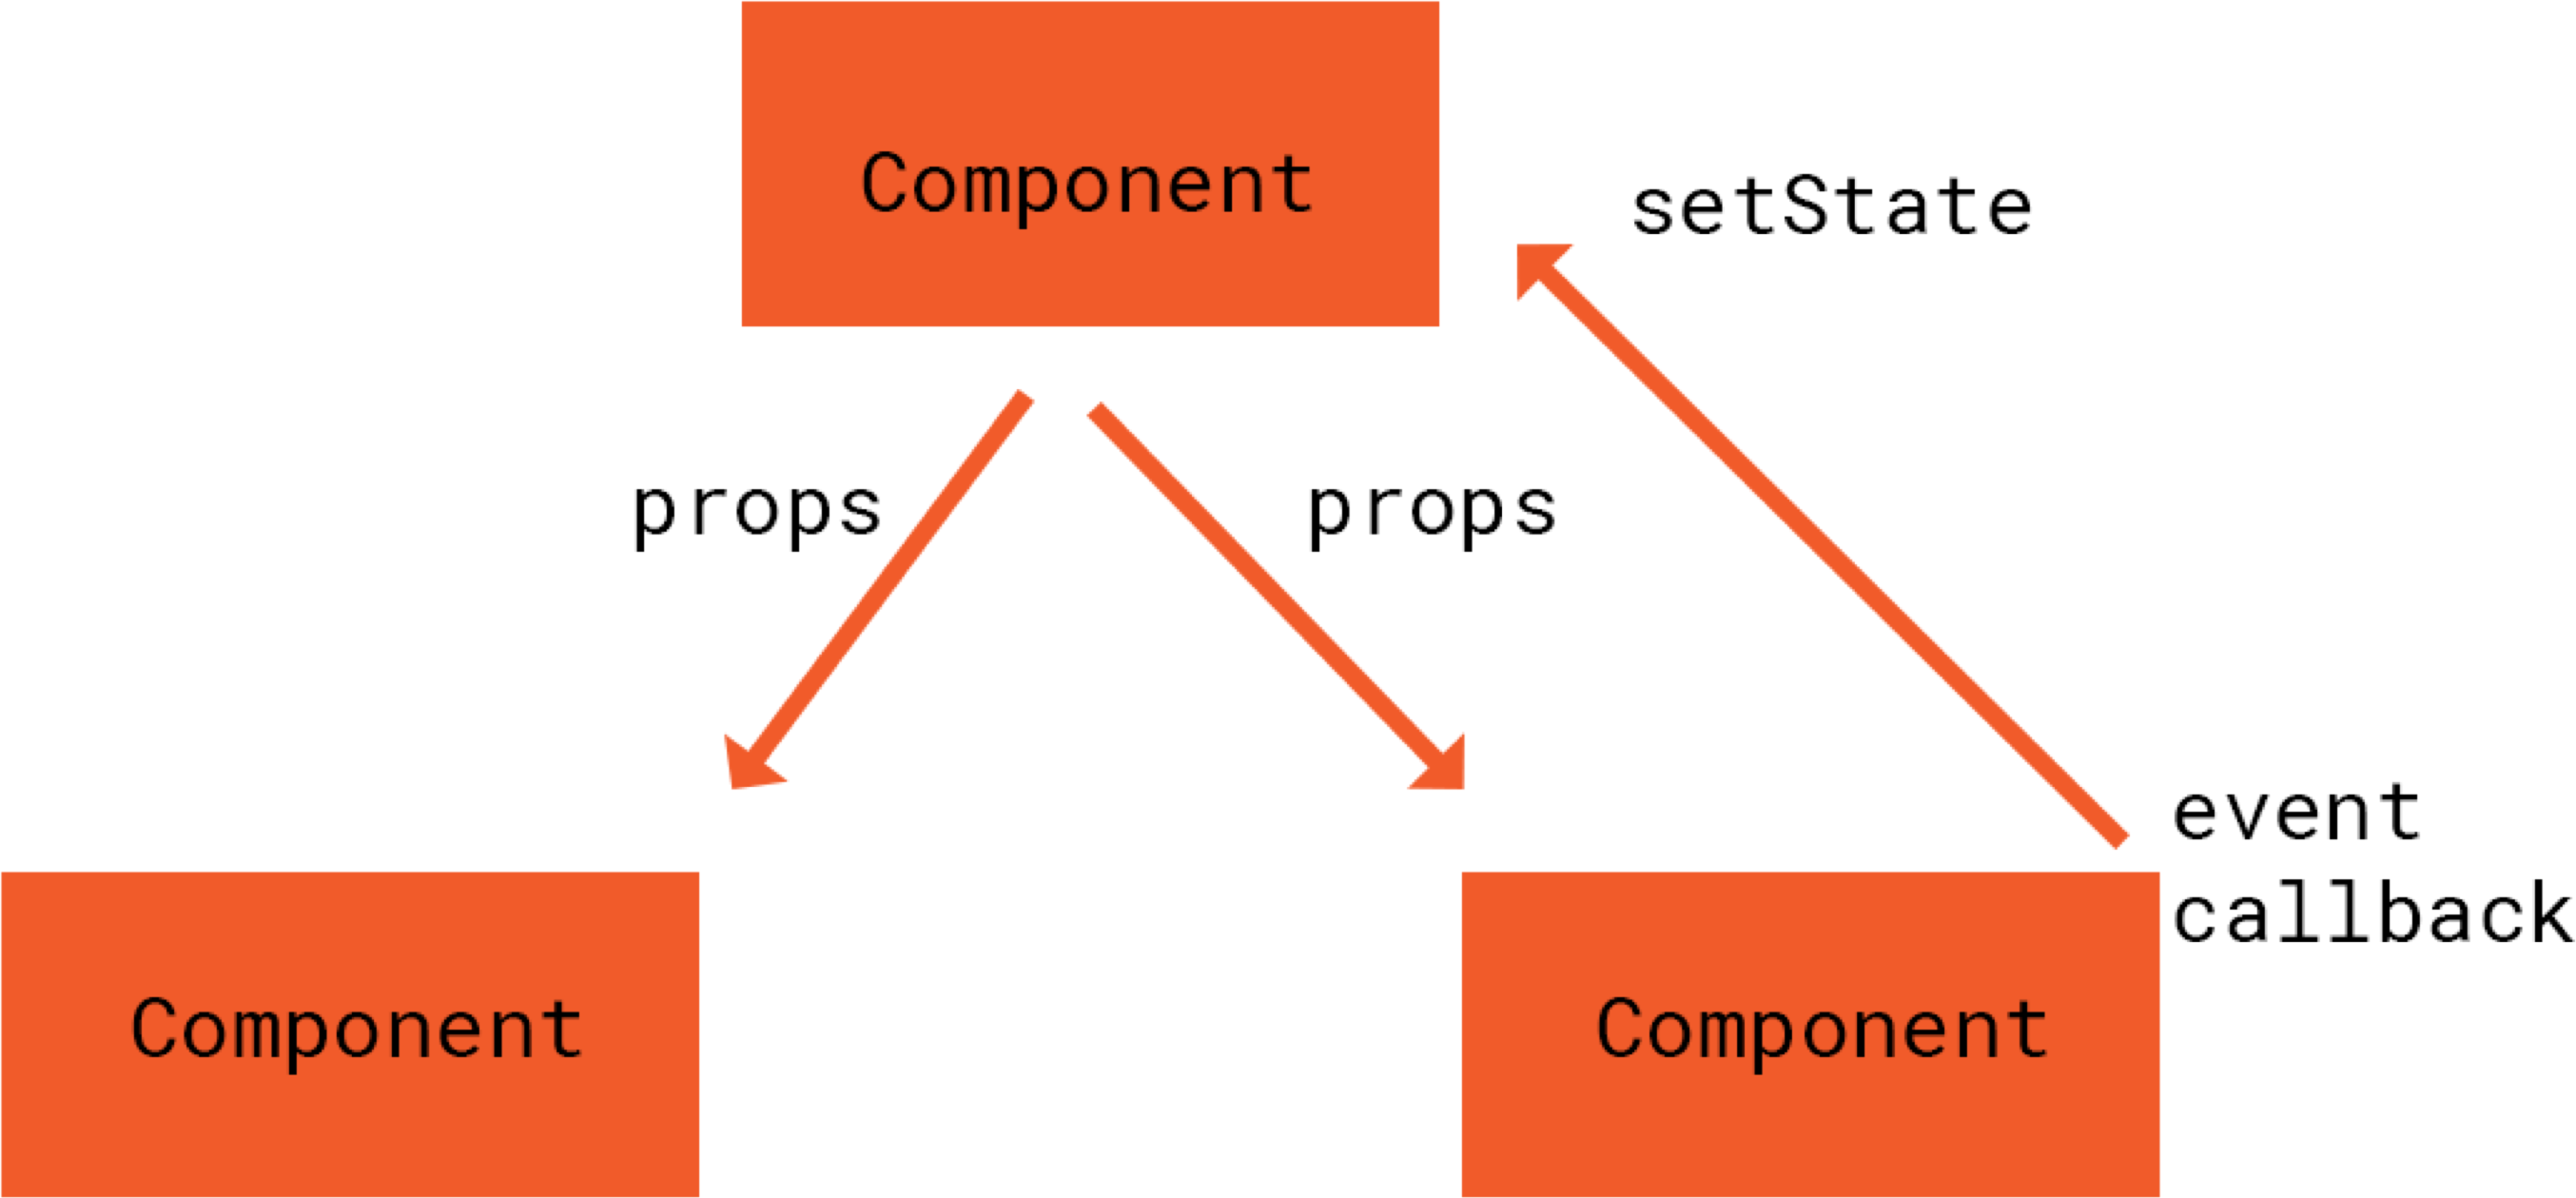 Component
setState
props
props
event
callback
Component
Component